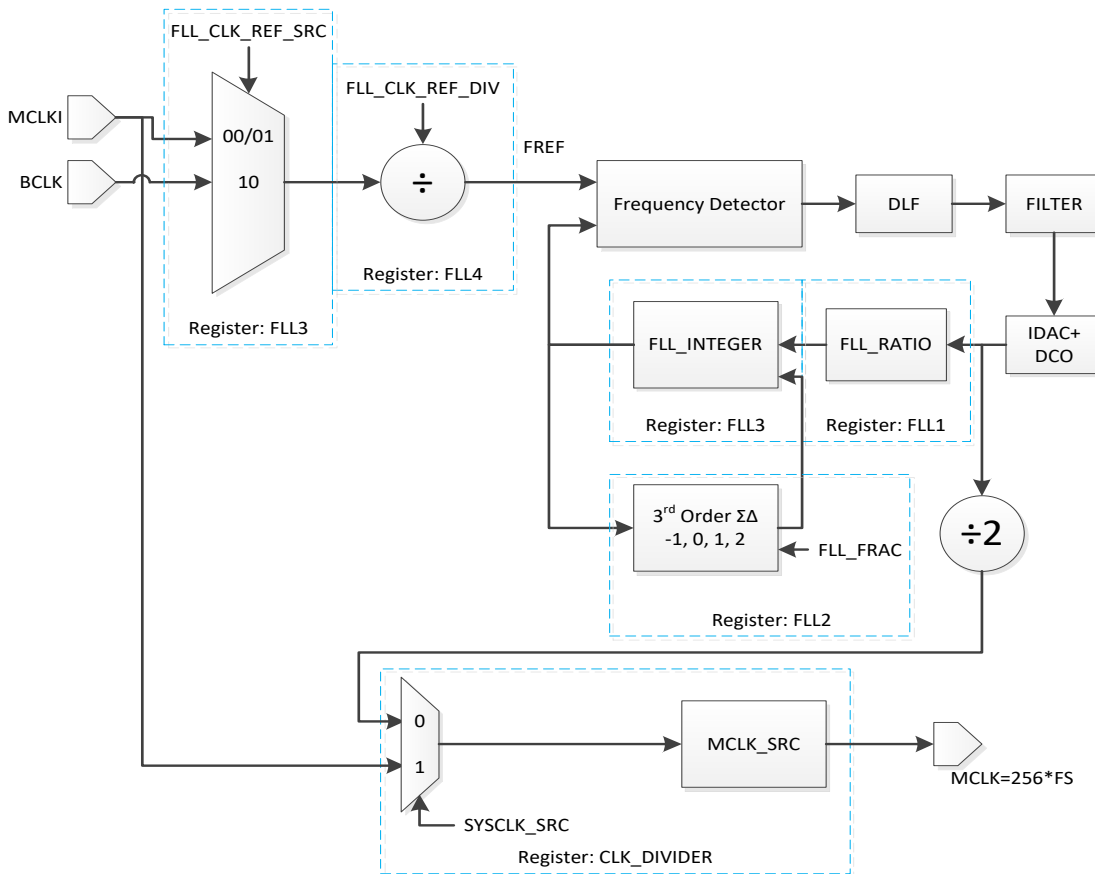 FLL_CLK_REF_SRC
FLL_CLK_REF_DIV
MCLKI
BCLK
00/01
10
÷
FREF
Frequency Detector
DLF
FILTER
Register: FLL4
Register: FLL3
FLL_INTEGER
FLL_RATIO
IDAC+
DCO
Register: FLL3
Register: FLL1
3rd Order ΣΔ
-1, 0, 1, 2
FLL_FRAC
÷2
Register: FLL2
0
1
MCLK_SRC
MCLK=256*FS
SYSCLK_SRC
Register: CLK_DIVIDER